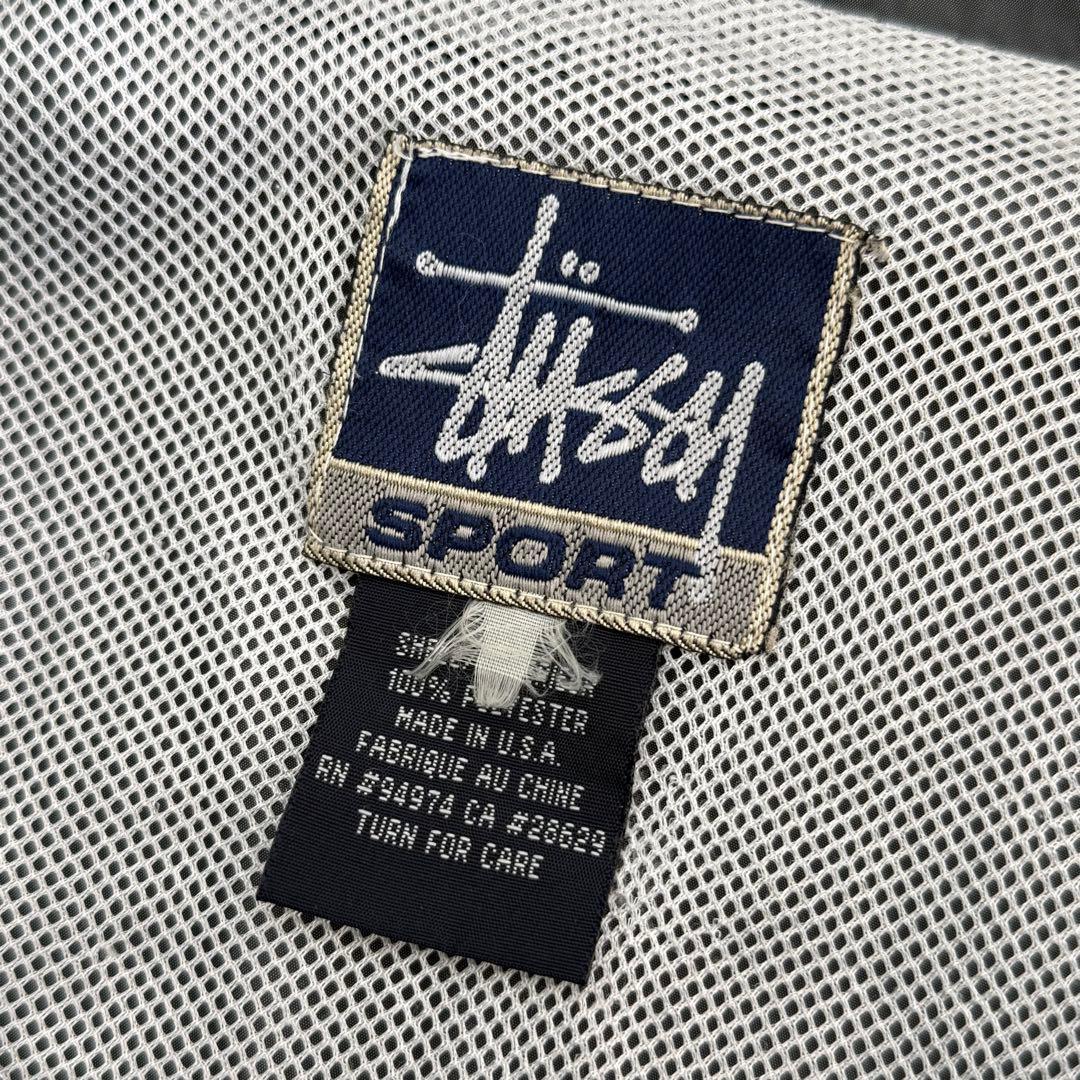 Stüssy
SPORT
100% POLYESTER
MADE IN U.S.A.
FABRIQUE AU CHINE
RN #94974 CA #28629
TURN FOR CARE